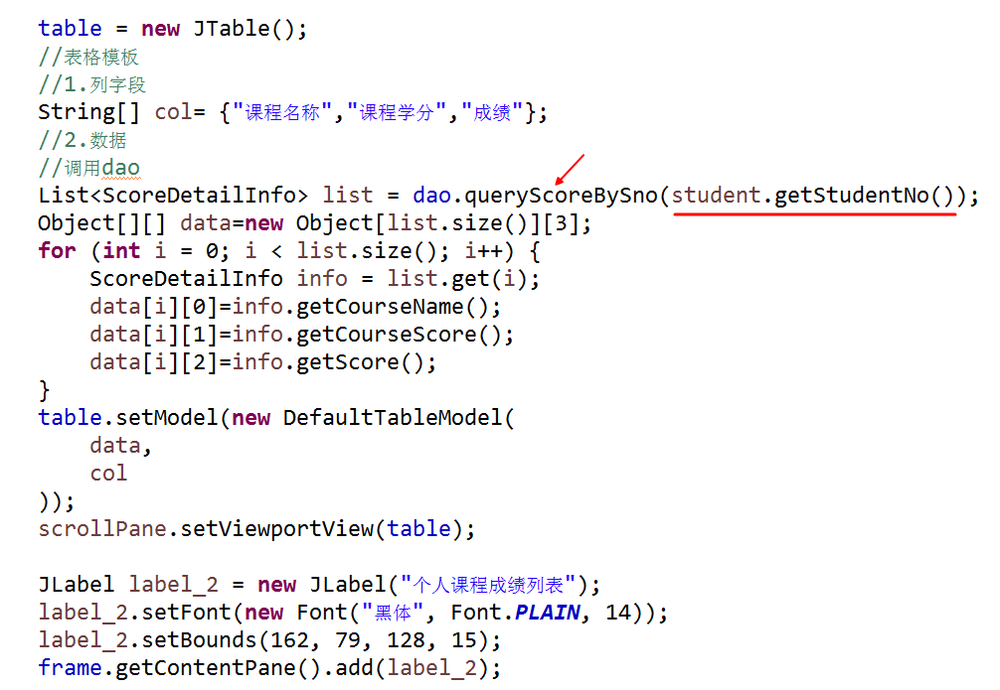 table = new JTable();
//表格模板
//1.列字段
String[] col= {"课程名称","课程学分","成绩"};
//2.数据
//调用dao
List<ScoreDetailInfo> list = dao.queryScoreBySno(student.getStudentNo());
Object[][] data=new Object[list.size()][3];
for (int i = 0; i < list.size(); i++) {
    ScoreDetailInfo info = list.get(i);
    data[i][0]=info.getCourseName();
    data[i][1]=info.getCourseScore();
    data[i][2]=info.getScore();
}
table.setModel(new DefaultTableModel(
    data,
    col
));
scrollPane.setViewportView(table);

JLabel label_2 = new JLabel("个人课程成绩列表");
label_2.setFont(new Font("黑体", Font.PLAIN, 14));
label_2.setBounds(162, 79, 128, 15);
frame.getContentPane().add(label_2);